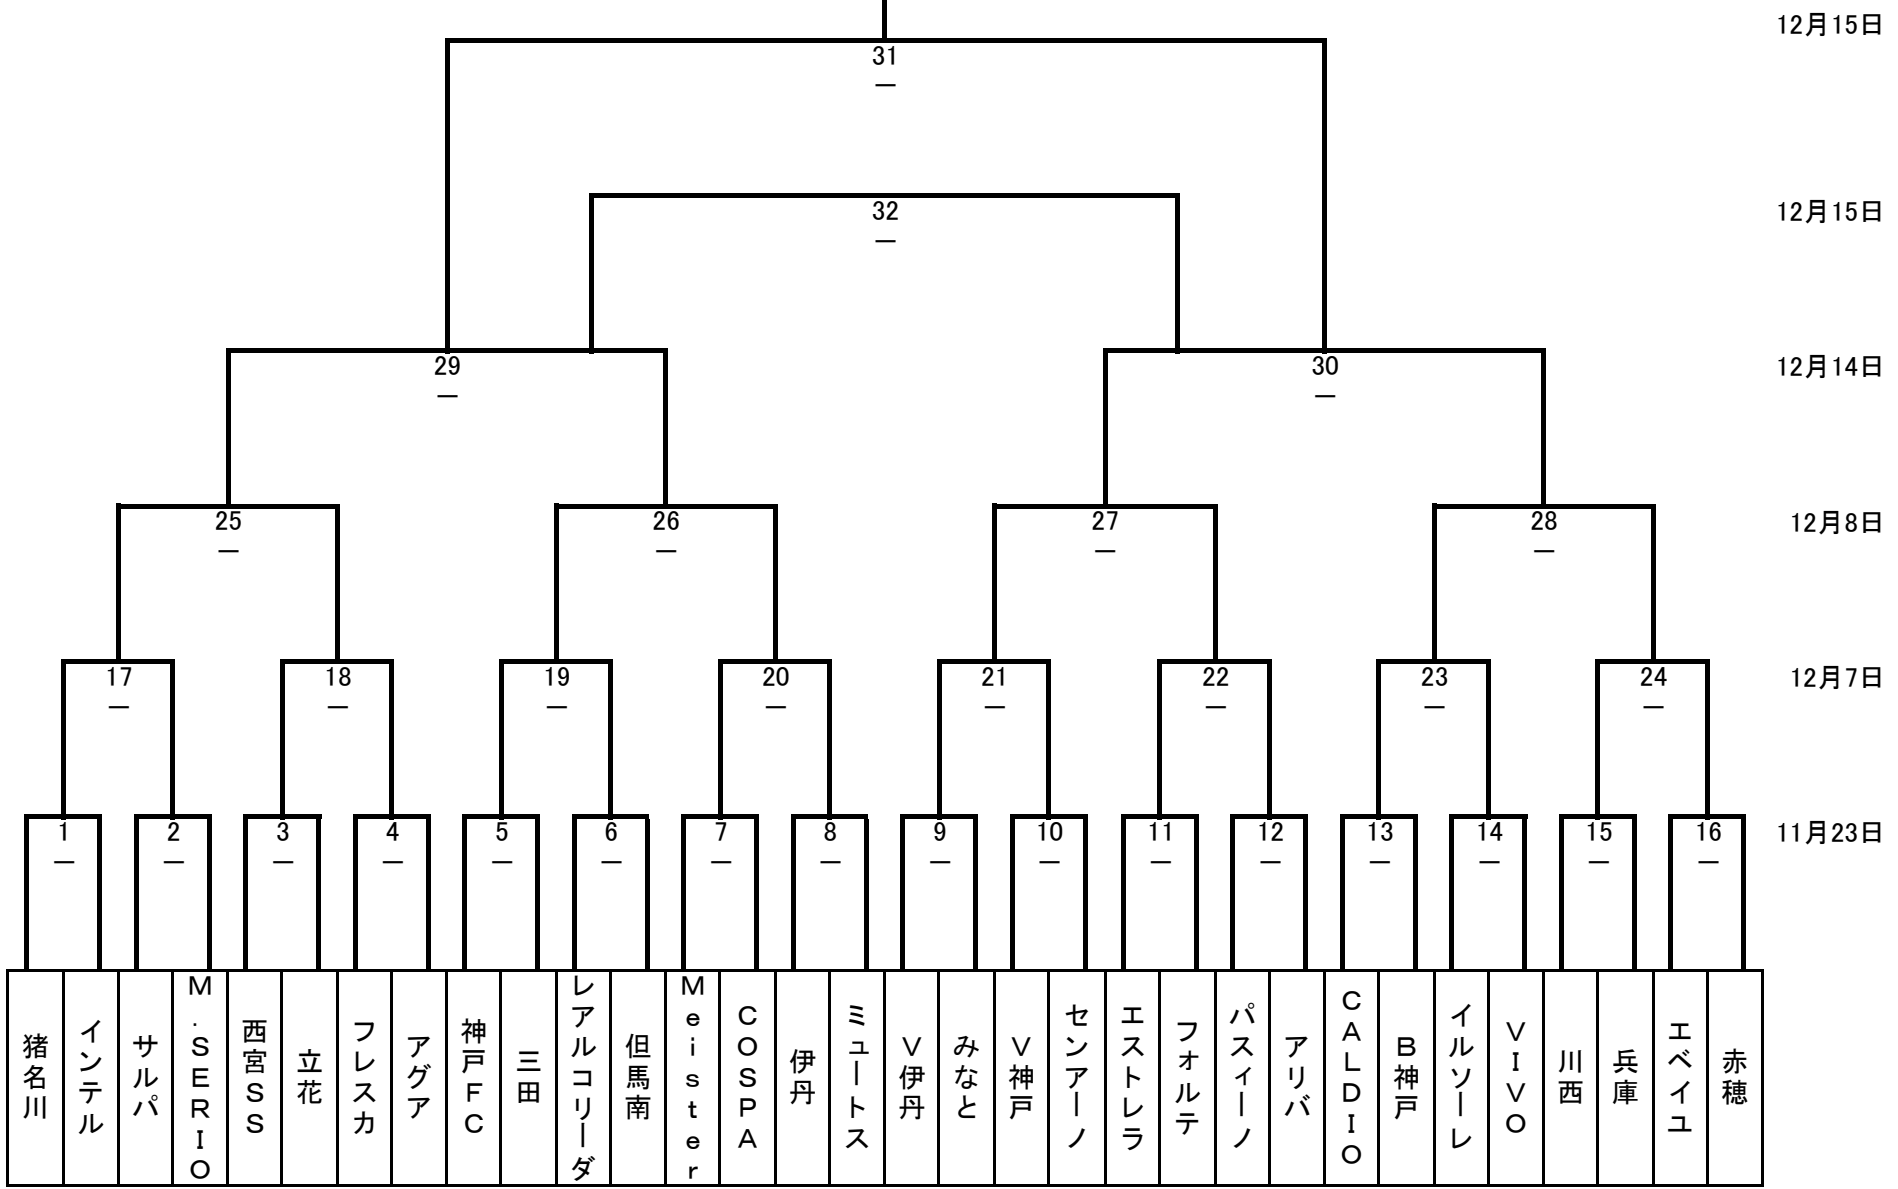 12月15日
31
―
12月15日
32
―
12月14日
29
―
30
―
12月8日
25
―
26
―
27
―
28
―
12月7日
17
―
18
―
19
―
20
―
21
―
22
―
23
―
24
―
11月23日
1
―
2
―
3
―
4
―
5
―
6
―
7
―
8
―
9
―
10
―
11
―
12
―
13
―
14
―
15
―
16
―
猪名川
インテル
サルパ
M.SERIO
西宮SS
立花
フレスカ
アグア
神戸FC
三田
レアルコリーダ
但馬南
Meister
COSPA
伊丹
ミュートス
V伊丹
みなと
V神戸
センアーノ
エストレラ
フォルテ
パスィーノ
アリバ
CALDIO
B神戸
イルソーレ
VIVO
川西
兵庫
エベイユ
赤穂